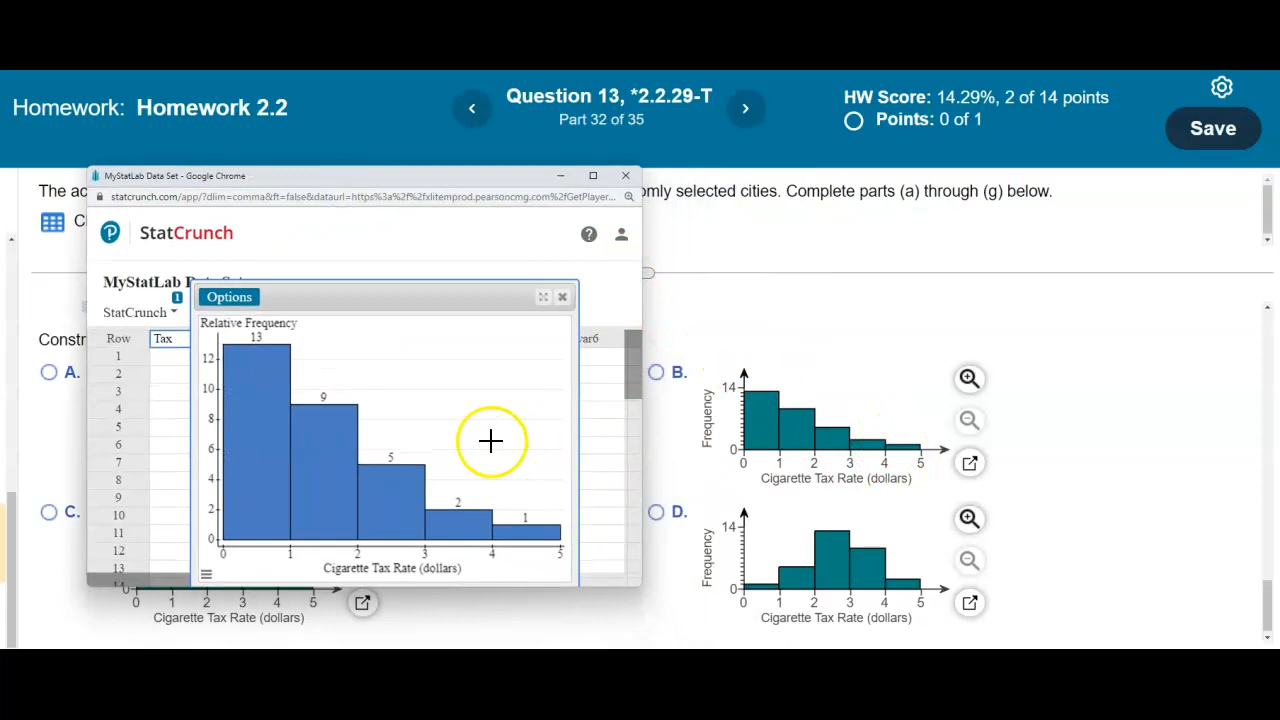 Homework: Homework 2.2
Question 13, *2.2.29-T
Part 32 of 35
HW Score: 14.29%, 2 of 14 points
Points: 0 of 1
Save
MyStatLab Data Set - Google Chrome
statcrunch.com/app/?dlim=comma&ft=false&dataurl=https%3a%2f%2fxlitemprod.pearsoncmg.com%2fGetPlayer...
The ac
omly selected cities. Complete parts (a) through (g) below.
C
StatCrunch
MyStatLab D
1
StatCrunch
Options
Constr
Row
Tax
var6
1
2
3
4
5
6
7
8
9
10
11
12
13
Relative Frequency
12
10
8
6
4
2
0
13
9
5
2
1
0 1 2 3 4 5
Cigarette Tax Rate (dollars)
A.
B.
Frequency
14
0
0 1 2 3 4 5
Cigarette Tax Rate (dollars)
C.
0 1 2 3 4 5
Cigarette Tax Rate (dollars)
D.
Frequency
14
0
0 1 2 3 4 5
Cigarette Tax Rate (dollars)